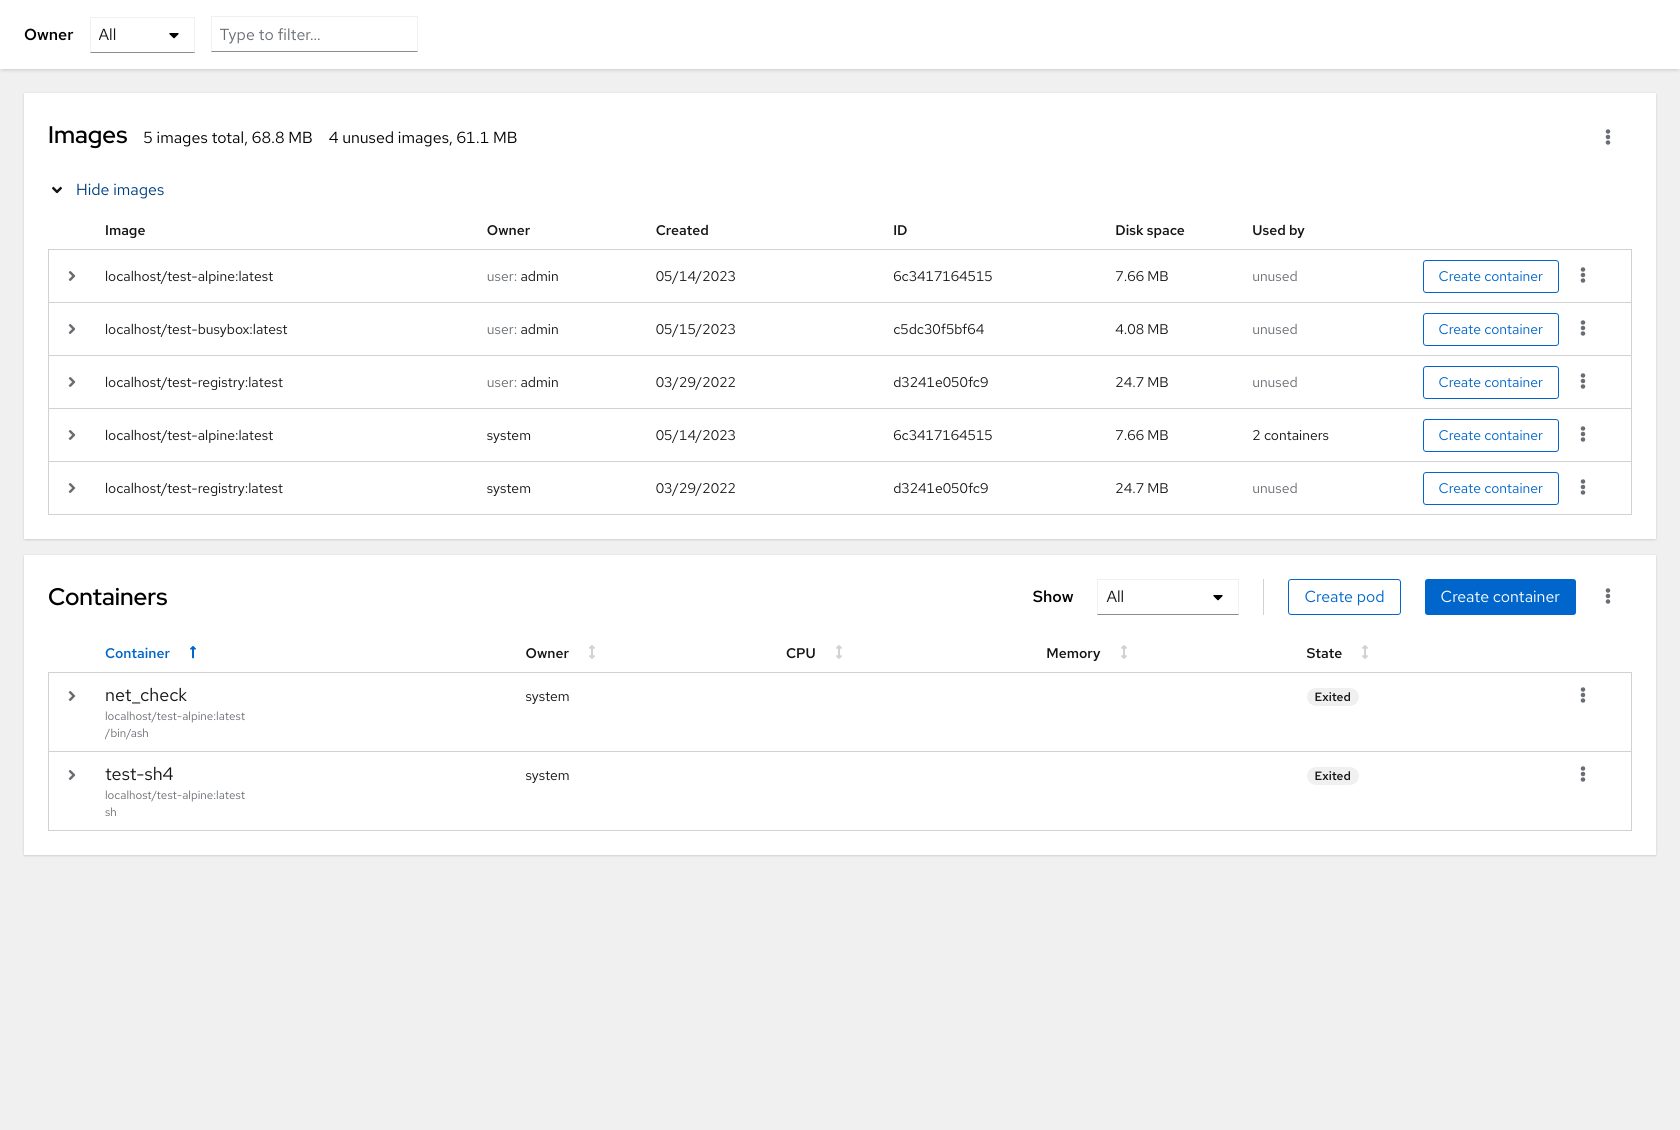 Owner All Type to filter...
Images 5 images total, 68.8 MB 4 unused images, 61.1 MB
Hide images
Image Owner Created ID Disk space Used by
localhost/test-alpine:latest user: admin 05/14/2023 6c3417164515 7.66 MB unused Create container
localhost/test-busybox:latest user: admin 05/15/2023 c5dc30f5bf64 4.08 MB unused Create container
localhost/test-registry:latest user: admin 03/29/2022 d3241e050fc9 24.7 MB unused Create container
localhost/test-alpine:latest system 05/14/2023 6c3417164515 7.66 MB 2 containers Create container
localhost/test-registry:latest system 03/29/2022 d3241e050fc9 24.7 MB unused Create container
Containers Show All Create pod Create container
Container Owner CPU Memory State
net_check system Exited
localhost/test-alpine:latest
/bin/ash
test-sh4 system Exited
localhost/test-alpine:latest
sh